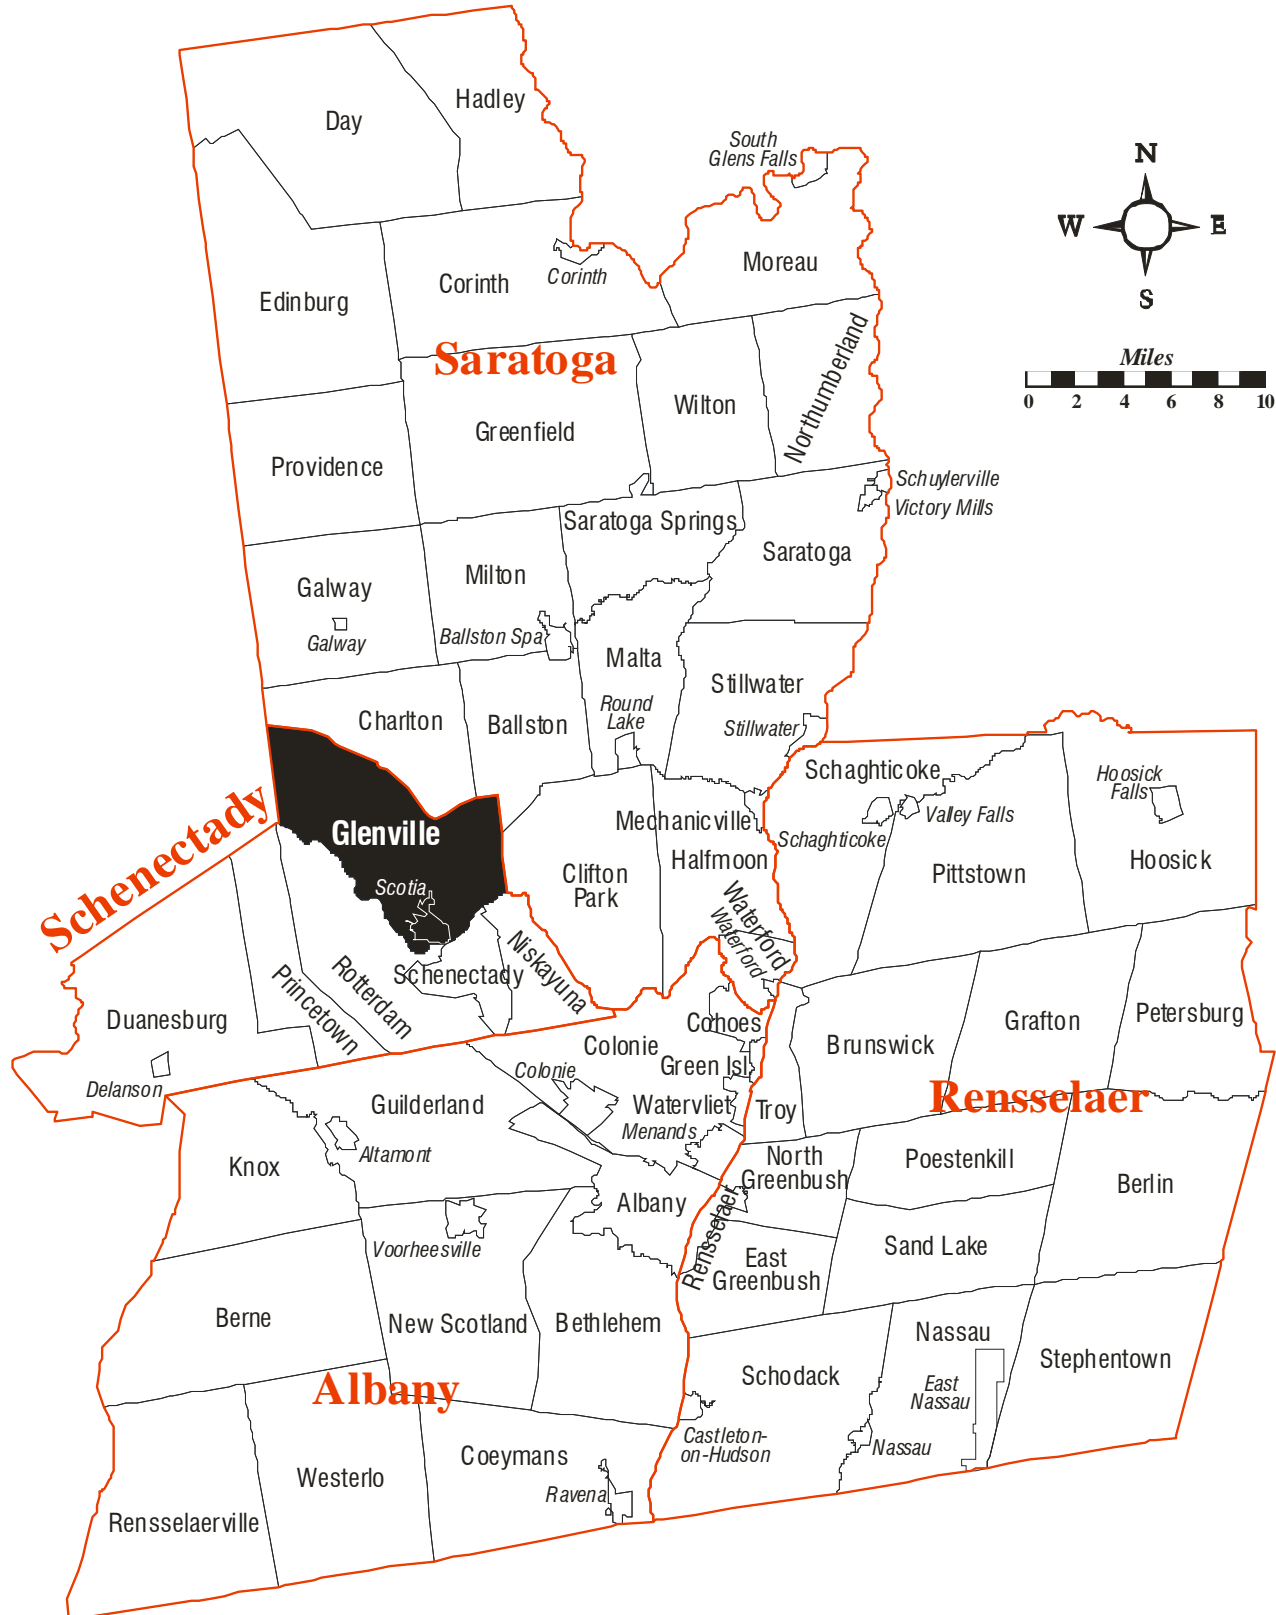 Hadley
Day
South
Glens Falls
N
W
E
S
Moreau
Corinth
Corinth
Edinburg
Saratoga
Northumberland
Miles
0 2 4 6 8 10
Wilton
Greenfield
Providence
Schuylerville
Victory Mills
Saratoga Springs
Saratoga
Milton
Galway
Galway
Ballston Spa
Malta
Stillwater
Round
Lake
Stillwater
Charlton
Ballston
Schaghticoke
Hoosick
Falls
Schenectady
Glenville
Mechanicville
Valley Falls
Schaghticoke
Halfmoon
Hoosick
Clifton
Park
Pittstown
Scotia
Waterford
Waterford
Niskayuna
Schenectady
Rotterdam
Princetown
Duanesburg
Cohoes
Grafton
Petersburg
Colonie
Brunswick
Green Isl.
Colonie
Delanson
Rensselaer
Guilderland
Watervliet
Troy
Menands
Altamont
Knox
North
Greenbush
Poestenkill
Berlin
Albany
Rensselaer
Voorheesville
Sand Lake
East
Greenbush
Berne
New Scotland
Bethlehem
Nassau
Stephentown
Schodack
East
Nassau
Albany
Castleton-
on-Hudson
Nassau
Coeymans
Westerlo
Ravena
Rensselaerville